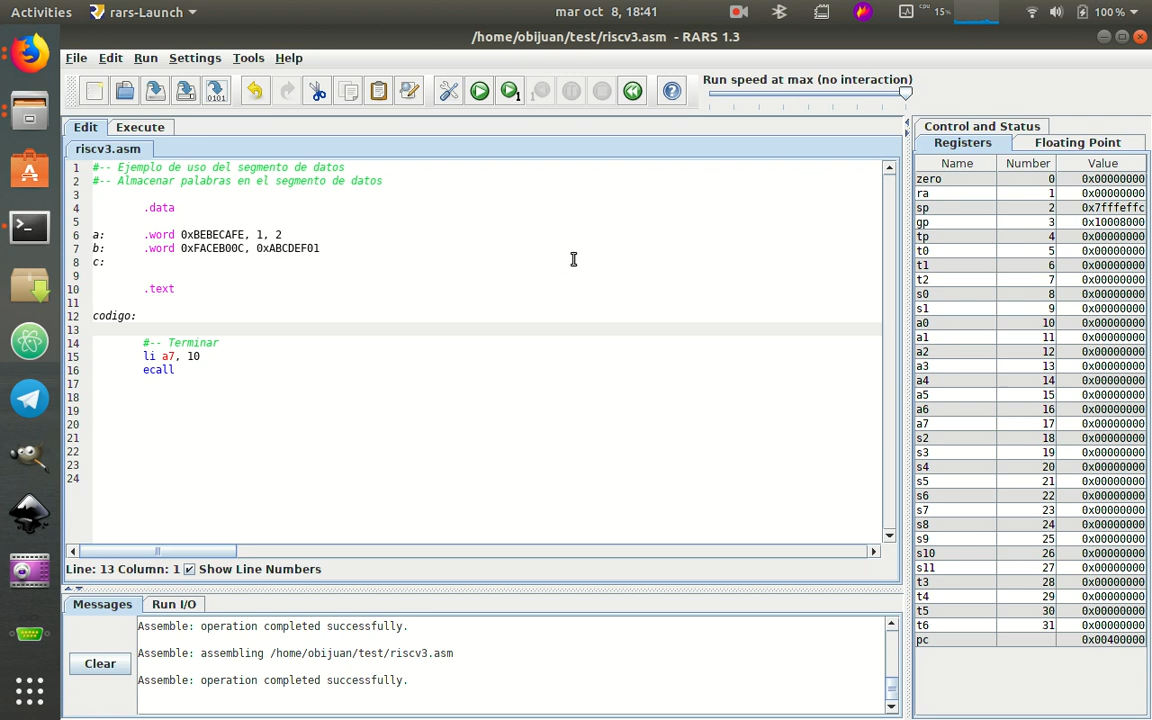 Activities rars-Launch mar oct 8, 18:41 cpu 15% 100 %
/home/obijuan/test/riscv3.asm - RARS 1.3
File Edit Run Settings Tools Help
0101 1 1 Run speed at max (no interaction)
Edit Execute
riscv3.asm
1 #-- Ejemplo de uso del segmento de datos
2 #-- Almacenar palabras en el segmento de datos
3
4 .data
5
6 a: .word 0xBEBECAFE, 1, 2
7 b: .word 0xFACEB00C, 0xABCDEF01
8 c:
9
10 .text
11
12 codigo:
13
14 #-- Terminar
15 li a7, 10
16 ecall
17
18
19
20
21
22
23
24
Line: 13 Column: 1 Show Line Numbers
Messages Run I/O
Assemble: operation completed successfully.
Assemble: assembling /home/obijuan/test/riscv3.asm
Clear
Assemble: operation completed successfully.
Control and Status
Registers Floating Point
Name Number Value
zero 0 0x00000000
ra 1 0x00000000
sp 2 0x7fffeffc
gp 3 0x10008000
tp 4 0x00000000
t0 5 0x00000000
t1 6 0x00000000
t2 7 0x00000000
s0 8 0x00000000
s1 9 0x00000000
a0 10 0x00000000
a1 11 0x00000000
a2 12 0x00000000
a3 13 0x00000000
a4 14 0x00000000
a5 15 0x00000000
a6 16 0x00000000
a7 17 0x00000000
s2 18 0x00000000
s3 19 0x00000000
s4 20 0x00000000
s5 21 0x00000000
s6 22 0x00000000
s7 23 0x00000000
s8 24 0x00000000
s9 25 0x00000000
s10 26 0x00000000
s11 27 0x00000000
t3 28 0x00000000
t4 29 0x00000000
t5 30 0x00000000
t6 31 0x00000000
pc 0x00400000